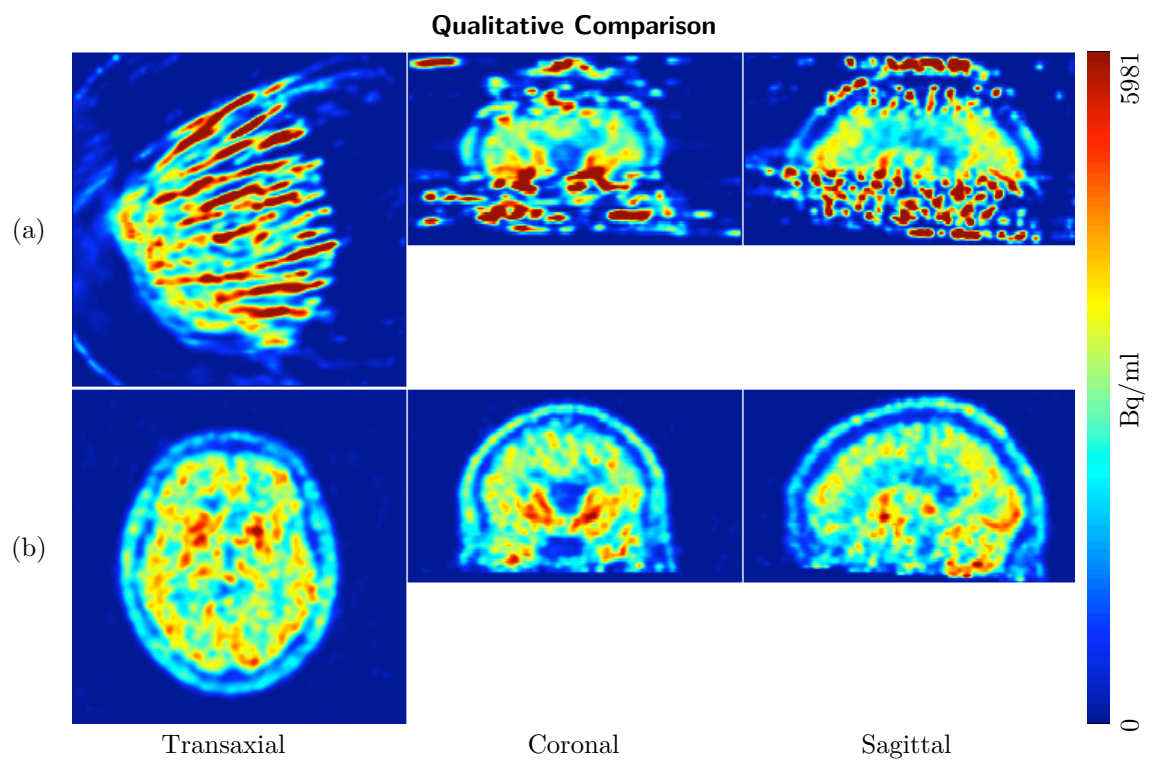 Qualitative Comparison
(a)
(b)
Transaxial
Coronal
Sagittal
5981
Bq/ml
0